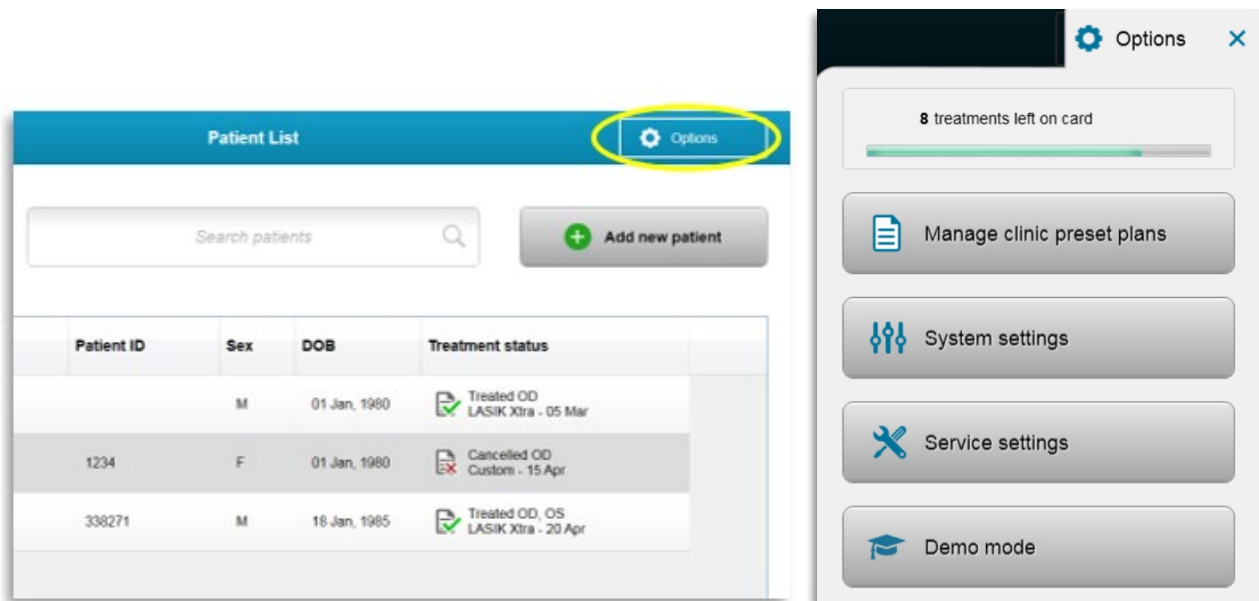 Patient List
Options
Search patients
Add new patient
Patient ID Sex DOB Treatment status
M 01 Jan, 1980 Treated OD
LASIK Xtra - 05 Mar
1234 F 01 Jan, 1980 Cancelled OD
Custom - 15 Apr
338271 M 18 Jan, 1985 Treated OD, OS
LASIK Xtra - 20 Apr
Options
8 treatments left on card
Manage clinic preset plans
System settings
Service settings
Demo mode